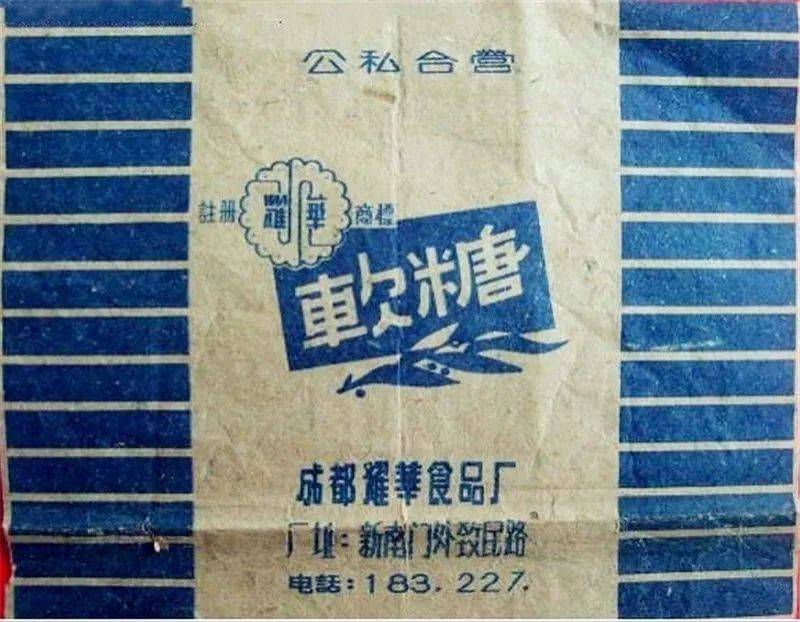 公私合营
註册 耀華 商標
軟糖
成都耀華食品厂
厂址：新南门外致民路
电話：183，227，